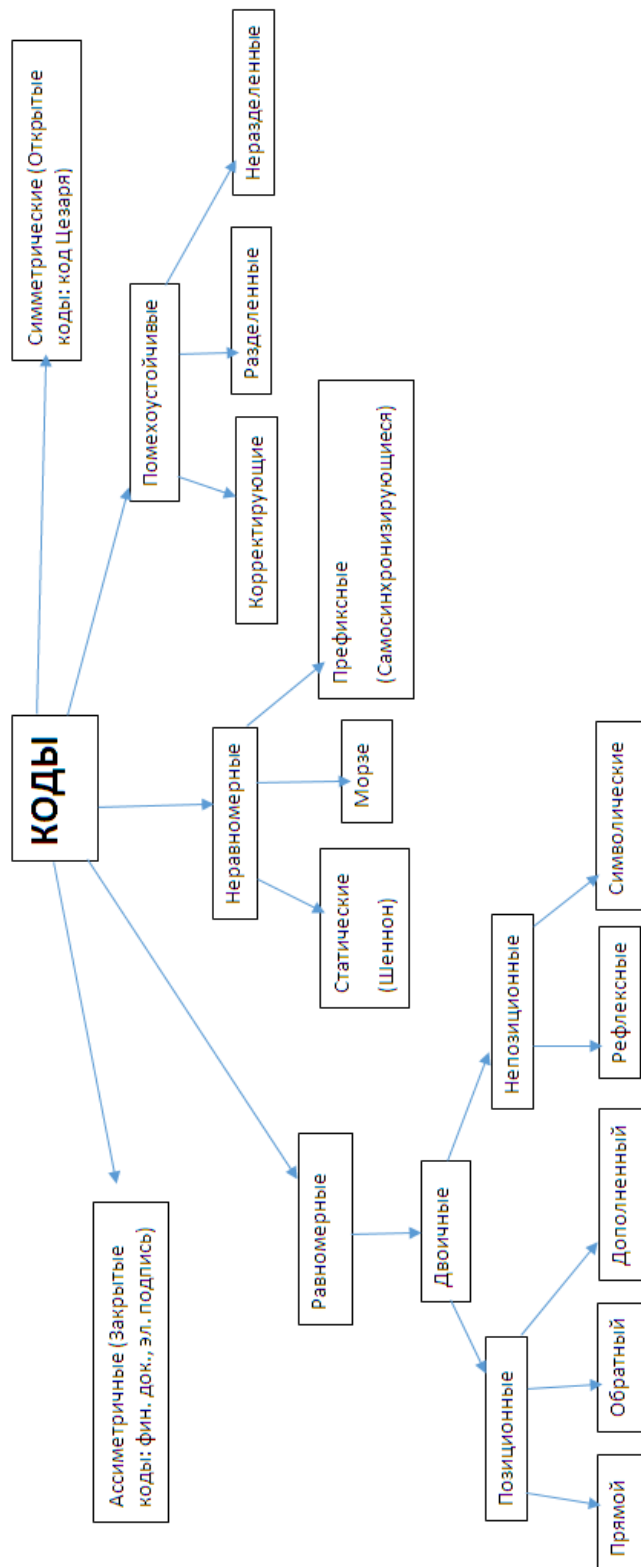 КОДЫ
Ассиметричные (Закрытые
коды: фин. док., эл. подпись)
Симметрические (Открытые
коды: код Цезаря)
Равномерные
Неравномерные
Помехоустойчивые
Двоичные
Статические
(Шеннон)
Морзе
Префиксные
(Самосинхронизирующиеся)
Корректирующие
Разделенные
Неразделенные
Позиционные
Непозиционные
Прямой
Обратный
Дополненный
Рефлексные
Символические